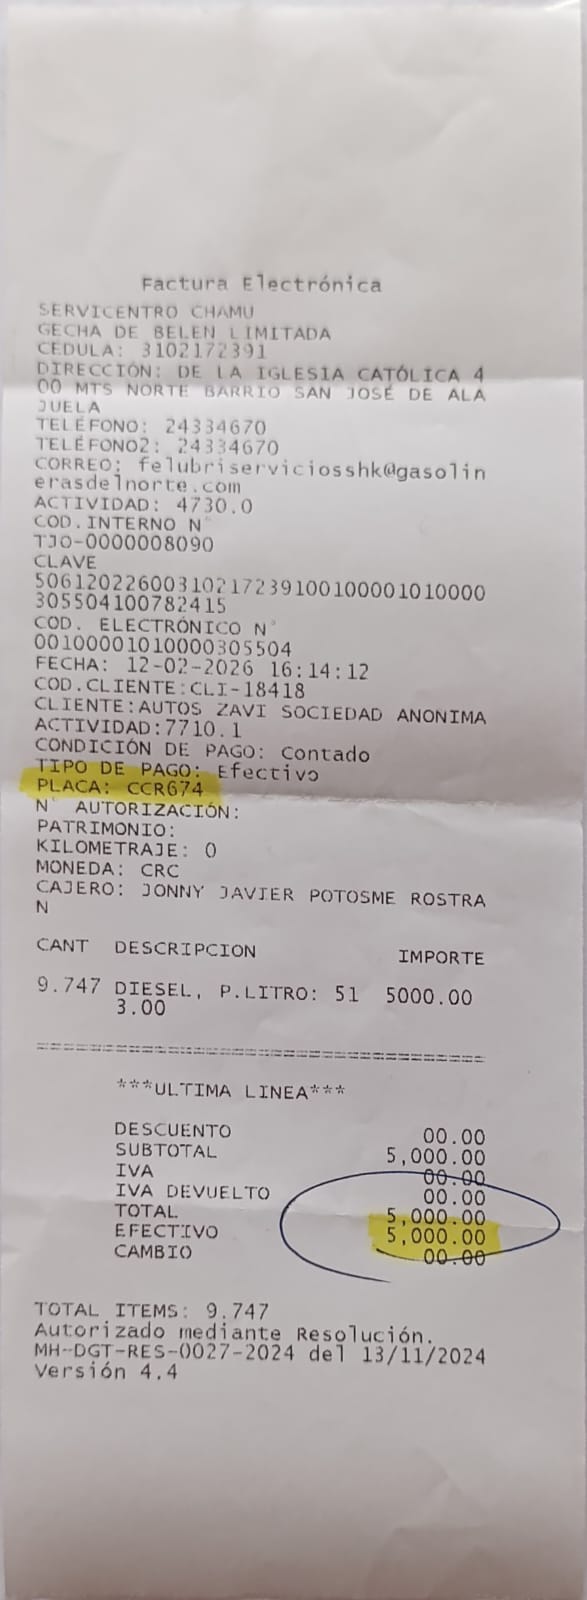 Factura Electrónica
SERVICENTRO CHAMU
GECHA DE BELEN LIMITADA
CEDULA: 3102172391
DIRECCIÓN: DE LA IGLESIA CATÓLICA 4
00 MTS NORTE BARRIO SAN JOSÉ DE ALA
JUELA
TELÉFONO: 24334670
TELÉFONO2: 24334670
CORREO: felubriserviciosshk@gasolin
erasdelnorte.com
ACTIVIDAD: 4730.0
COD.INTERNO N°
TJO-0000008090
CLAVE
50612022600310217239100100001010000
305504100782415
COD. ELECTRÓNICO N°
00100001010000305504
FECHA: 12-02-2026 16:14:12
COD.CLIENTE:CLI-18418
CLIENTE:AUTOS ZAVI SOCIEDAD ANONIMA
ACTIVIDAD:7710.1
CONDICIÓN DE PAGO: Contado
TIPO DE PAGO: Efectivo
PLACA: CCR674
N° AUTORIZACIÓN:
PATRIMONIO:
KILOMETRAJE: 0
MONEDA: CRC
CAJERO: JONNY JAVIER POTOSME ROSTRA
N
CANT DESCRIPCION IMPORTE
9.747 DIESEL, P.LITRO: 51 5000.00
3.00
===================================
***ULTIMA LINEA***
DESCUENTO 00.00
SUBTOTAL 5,000.00
IVA 00.00
IVA DEVUELTO 00.00
TOTAL 5,000.00
EFECTIVO 5,000.00
CAMBIO 00.00
TOTAL ITEMS: 9.747
Autorizado mediante Resolución.
MH-DGT-RES-0027-2024 del 13/11/2024
Versión 4.4